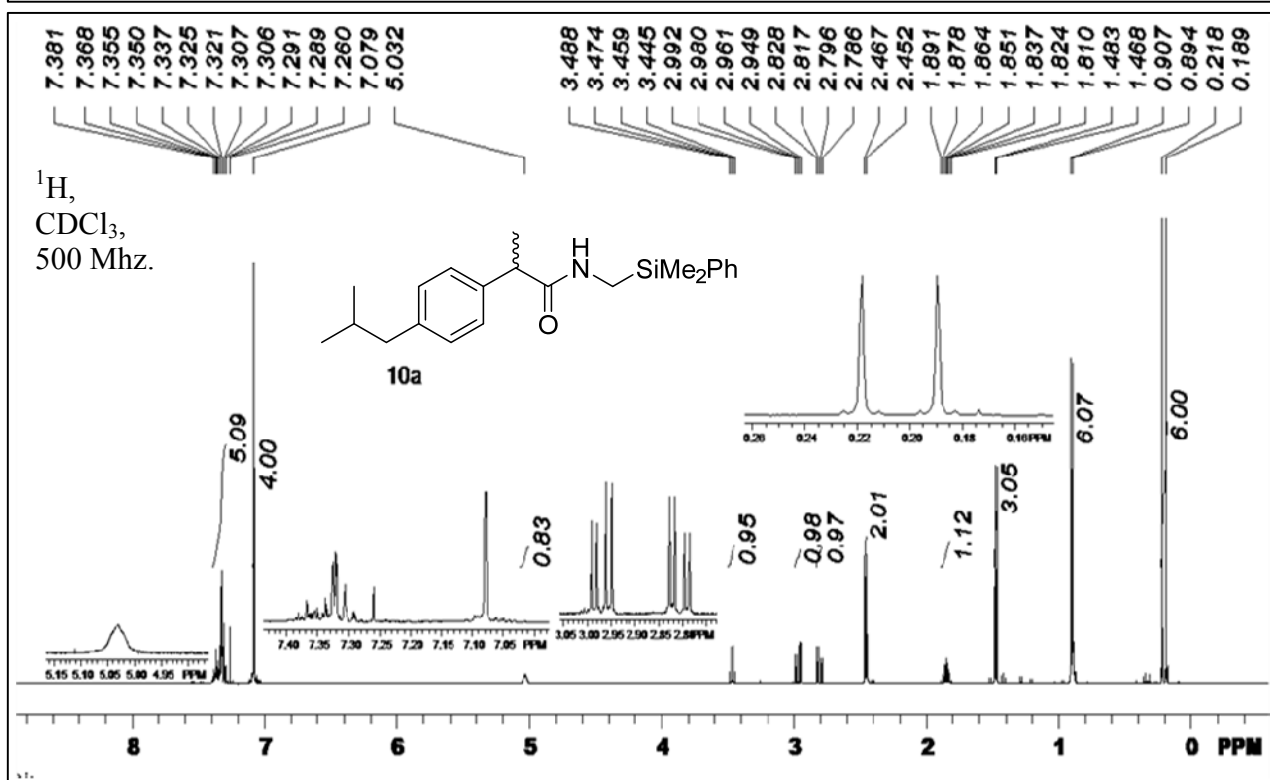 7.381 7.368 7.355 7.350 7.337 7.325 7.321 7.307 7.306 7.291 7.289 7.260 7.079 5.032 3.488 3.474 3.459 3.445 2.992 2.980 2.961 2.949 2.828 2.817 2.796 2.786 2.467 2.452 1.891 1.878 1.864 1.851 1.837 1.824 1.810 1.483 1.468 0.907 0.894 0.218 0.189
¹H,
CDCl₃,
500 Mhz.
H
N
SiMe2Ph
O
10a
0.26 0.24 0.22 0.20 0.18 0.16 PPM
5.09 4.00 0.83 0.95 0.98 0.97 2.01 1.12 3.05 6.07 6.00
7.40 7.35 7.30 7.25 7.20 7.15 7.10 7.05 PPM
3.05 3.00 2.95 2.90 2.85 2.80 PPM
5.15 5.10 5.05 5.00 4.95 PPM
8 7 6 5 4 3 2 1 0 PPM